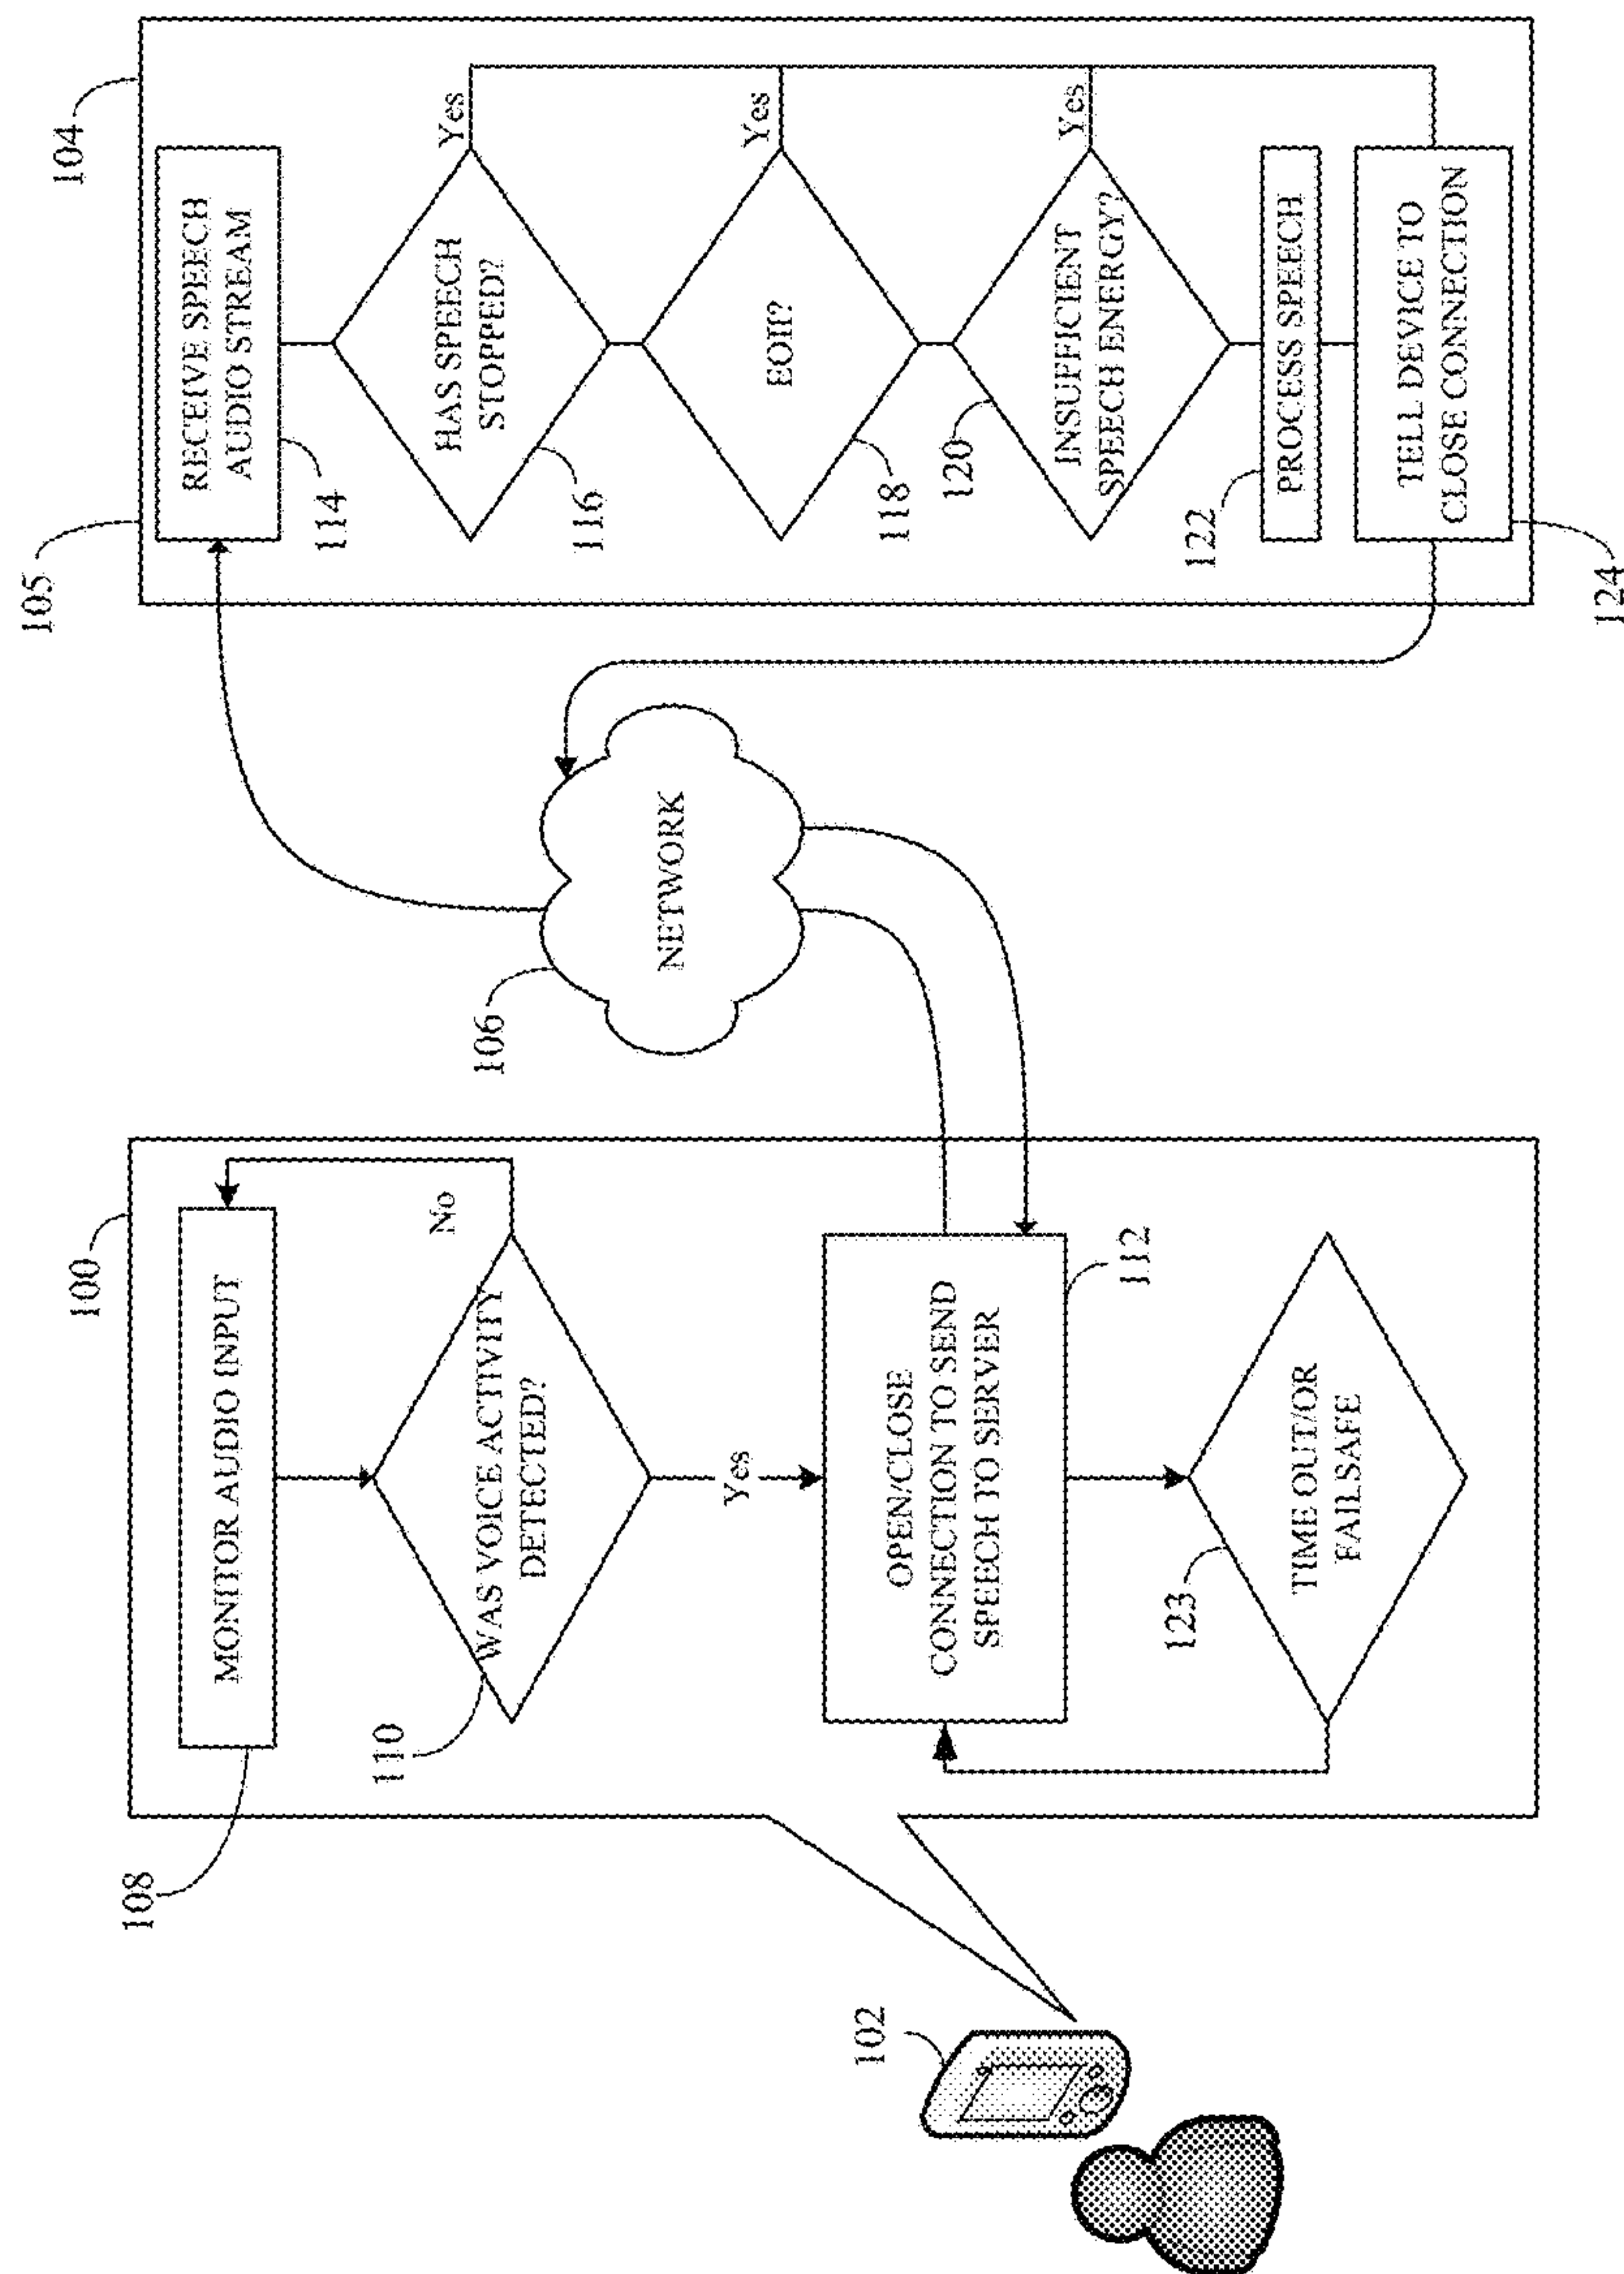 100
108
MONITOR AUDIO INPUT
110
WAS VOICE ACTIVITY
DETECTED?
No
Yes
OPEN/CLOSE
CONNECTION TO SEND
SPEECH TO SERVER
112
123
TIME OUT/OR
FAILSAFE
102
106
NETWORK
105
104
RECEIVE SPEECH
AUDIO STREAM
114
HAS SPEECH
STOPPED?
Yes
116
EOII?
Yes
118
120
INSUFFICIENT
SPEECH ENERGY?
Yes
122
PROCESS SPEECH
TELL DEVICE TO
CLOSE CONNECTION
124